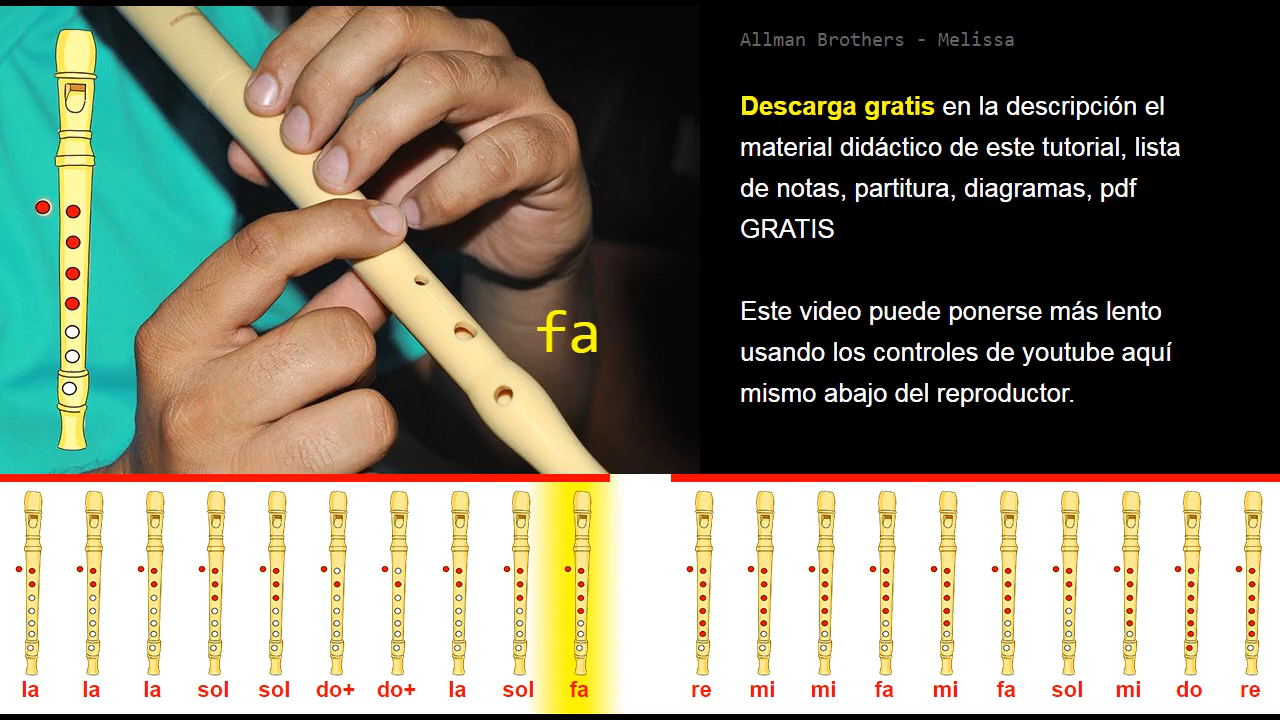 Allman Brothers - Melissa
Descarga gratis en la descripción el
material didáctico de este tutorial, lista
de notas, partitura, diagramas, pdf
GRATIS
Este video puede ponerse más lento
usando los controles de youtube aquí
mismo abajo del reproductor.
fa
la la la sol sol do+ do+ la sol fa re mi mi fa mi fa sol mi do re